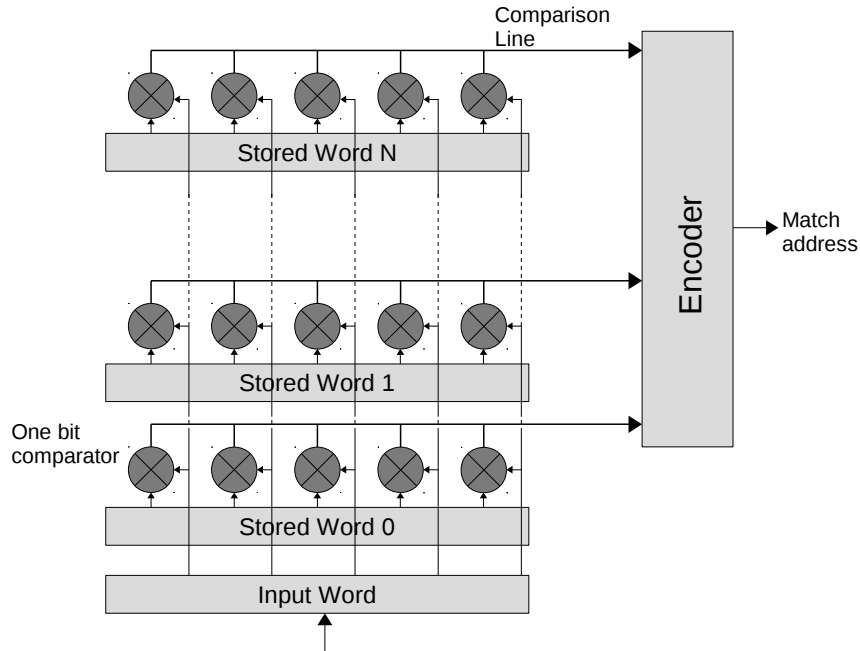 Comparison
Line
Stored Word N
Encoder
Match
address
Stored Word 1
One bit
comparator
Stored Word 0
Input Word